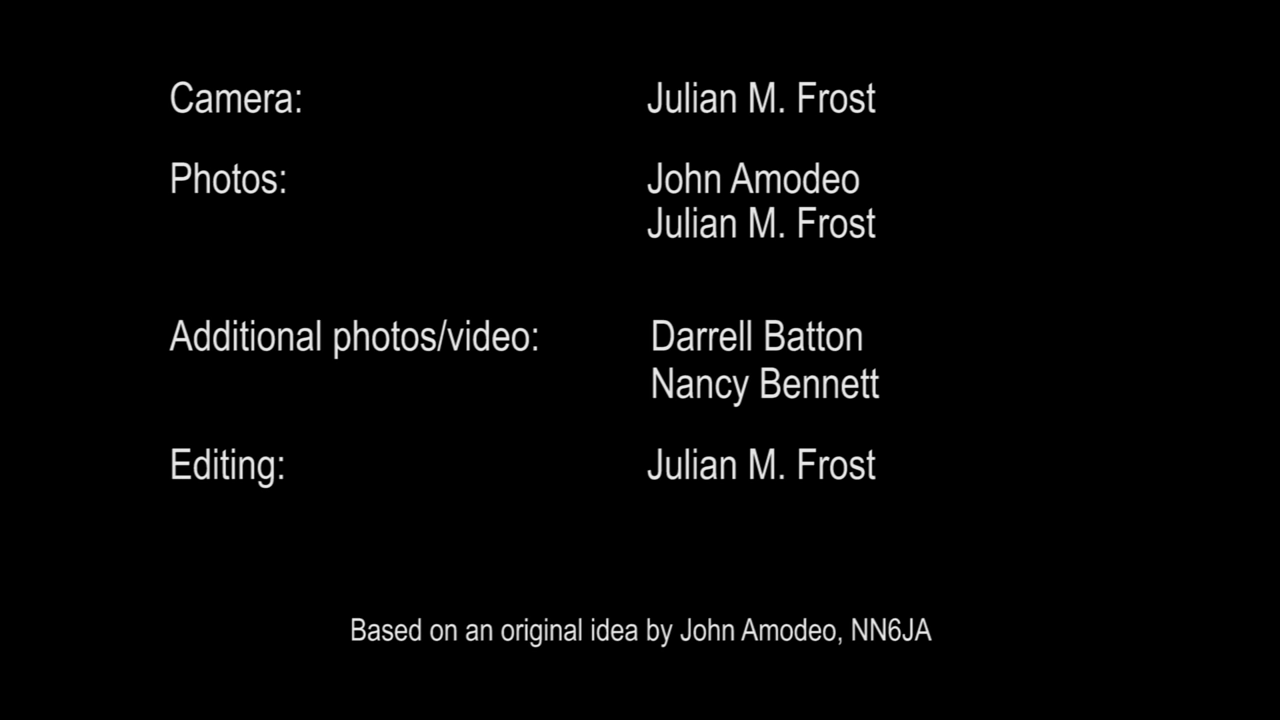 Camera: Julian M. Frost
Photos: John Amodeo
Julian M. Frost
Additional photos/video: Darrell Batton
Nancy Bennett
Editing: Julian M. Frost
Based on an original idea by John Amodeo, NN6JA